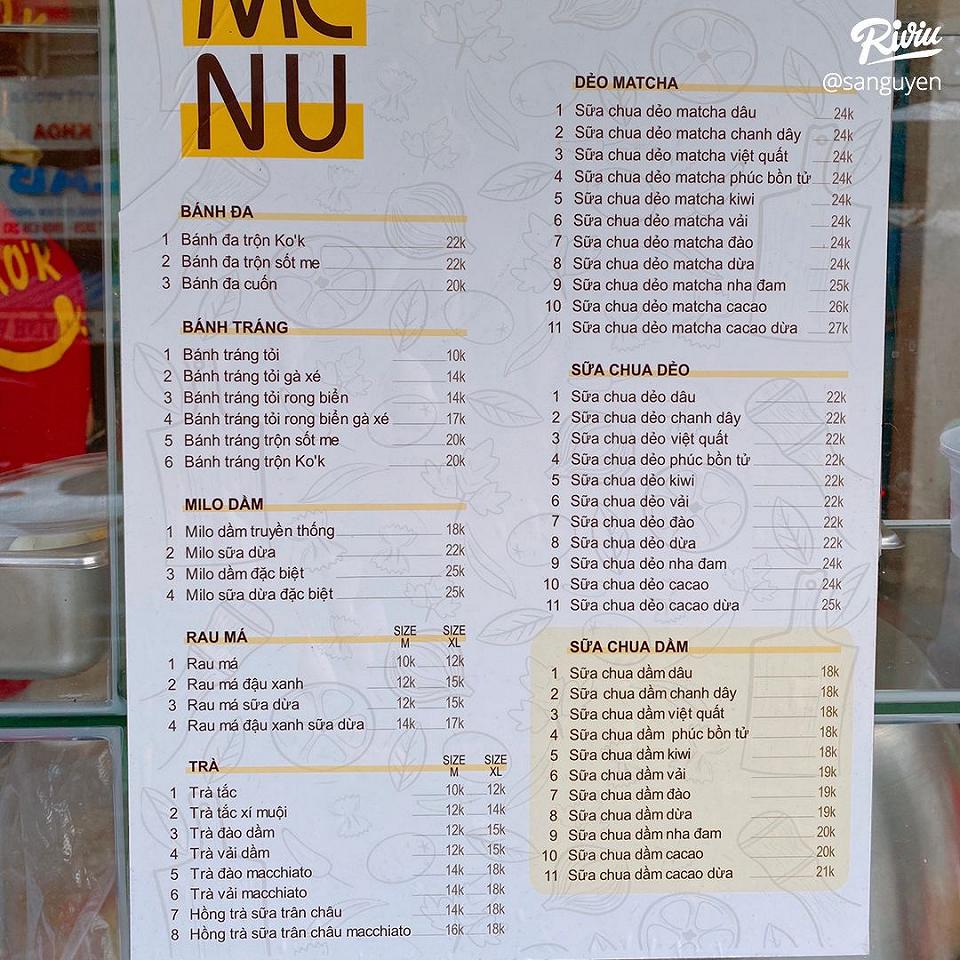 MENU
BÁNH ĐA
1 Bánh đa trộn Ko'k 22k
2 Bánh đa trộn sốt me 22k
3 Bánh đa cuốn 20k
BÁNH TRÁNG
1 Bánh tráng tỏi 10k
2 Bánh tráng tỏi gà xé 14k
3 Bánh tráng tỏi rong biển 14k
4 Bánh tráng tỏi rong biển gà xé 17k
5 Bánh tráng trộn sốt me 20k
6 Bánh tráng trộn Ko'k 20k
MILO DẦM
1 Milo dầm truyền thống 18k
2 Milo sữa dừa 22k
3 Milo dầm đặc biệt 25k
4 Milo sữa dừa đặc biệt 25k
RAU MÁ SIZE M SIZE XL
1 Rau má 10k 12k
2 Rau má đậu xanh 12k 15k
3 Rau má sữa dừa 12k 15k
4 Rau má đậu xanh sữa dừa 14k 17k
TRÀ SIZE M SIZE XL
1 Trà tắc 10k 12k
2 Trà tắc xí muội 12k 14k
3 Trà đào dầm 12k 15k
4 Trà vải dầm 12k 15k
5 Trà đào macchiato 14k 18k
6 Trà vải macchiato 14k 18k
7 Hồng trà sữa trân châu 14k 18k
8 Hồng trà sữa trân châu macchiato 16k 18k
DẺO MATCHA
1 Sữa chua dẻo matcha dâu 24k
2 Sữa chua dẻo matcha chanh dây 24k
3 Sữa chua dẻo matcha việt quất 24k
4 Sữa chua dẻo matcha phúc bồn tử 24k
5 Sữa chua dẻo matcha kiwi 24k
6 Sữa chua dẻo matcha vải 24k
7 Sữa chua dẻo matcha đào 24k
8 Sữa chua dẻo matcha dừa 24k
9 Sữa chua dẻo matcha nha đam 25k
10 Sữa chua dẻo matcha cacao 26k
11 Sữa chua dẻo matcha cacao dừa 27k
SỮA CHUA DẺO
1 Sữa chua dẻo dâu 22k
2 Sữa chua dẻo chanh dây 22k
3 Sữa chua dẻo việt quất 22k
4 Sữa chua dẻo phúc bồn tử 22k
5 Sữa chua dẻo kiwi 22k
6 Sữa chua dẻo vải 22k
7 Sữa chua dẻo đào 22k
8 Sữa chua dẻo dừa 22k
9 Sữa chua dẻo nha đam 24k
10 Sữa chua dẻo cacao 24k
11 Sữa chua dẻo cacao dừa 25k
SỮA CHUA DẦM
1 Sữa chua dầm dâu 18k
2 Sữa chua dầm chanh dây 18k
3 Sữa chua dầm việt quất 18k
4 Sữa chua dầm phúc bồn tử 18k
5 Sữa chua dầm kiwi 18k
6 Sữa chua dầm vải 19k
7 Sữa chua dầm đào 19k
8 Sữa chua dầm dừa 19k
9 Sữa chua dầm nha đam 20k
10 Sữa chua dầm cacao 20k
11 Sữa chua dầm cacao dừa 21k
Riviu
@sanguyen
KHOA
KO'K